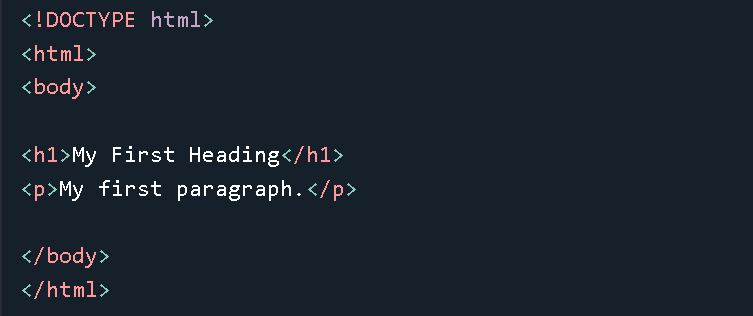 <!DOCTYPE html>
<html>
<body>
<h1>My First Heading</h1>
<p>My first paragraph.</p>
</body>
</html>